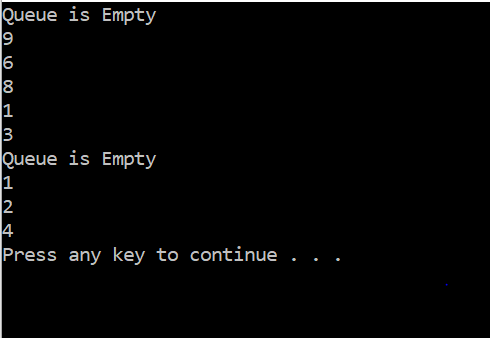 Queue is Empty
9
6
8
1
3
Queue is Empty
1
2
4
Press any key to continue . . .